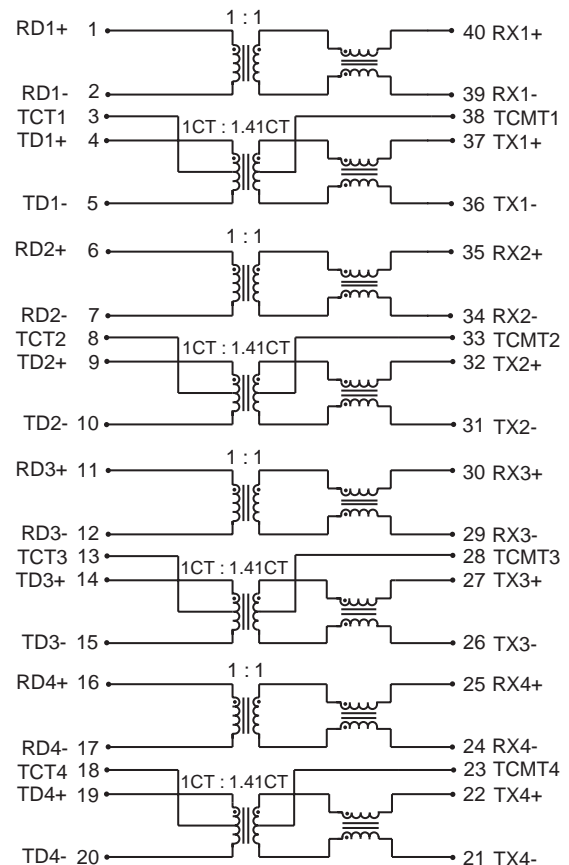 1 : 1
RD1+ 1 40 RX1+
RD1- 2 39 RX1-
TCT1 3 38 TCMT1
1CT : 1.41CT
TD1+ 4 37 TX1+
TD1- 5 36 TX1-
1 : 1
RD2+ 6 35 RX2+
RD2- 7 34 RX2-
TCT2 8 33 TCMT2
1CT : 1.41CT
TD2+ 9 32 TX2+
TD2- 10 31 TX2-
1 : 1
RD3+ 11 30 RX3+
RD3- 12 29 RX3-
TCT3 13 28 TCMT3
1CT : 1.41CT
TD3+ 14 27 TX3+
TD3- 15 26 TX3-
1 : 1
RD4+ 16 25 RX4+
RD4- 17 24 RX4-
TCT4 18 23 TCMT4
1CT : 1.41CT
TD4+ 19 22 TX4+
TD4- 20 21 TX4-